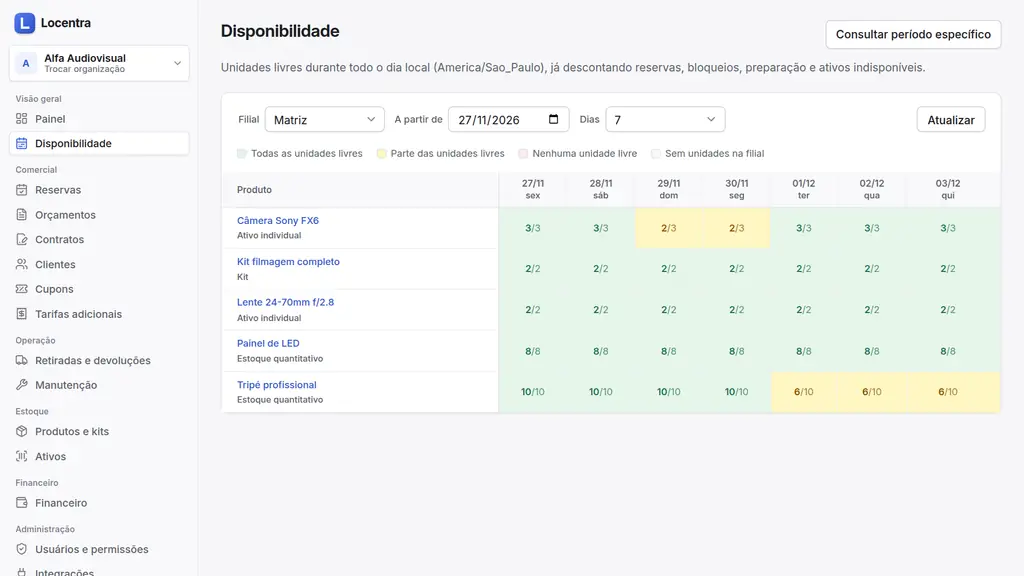 Locentra
A
Alfa Audiovisual
Trocar organização
Visão geral
Painel
Disponibilidade
Comercial
Reservas
Orçamentos
Contratos
Clientes
Cupons
Tarifas adicionais
Operação
Retiradas e devoluções
Manutenção
Estoque
Produtos e kits
Ativos
Financeiro
Financeiro
Administração
Usuários e permissões
Integrações
Disponibilidade
Consultar período específico
Unidades livres durante todo o dia local (America/Sao_Paulo), já descontando reservas, bloqueios, preparação e ativos indisponíveis.
Filial Matriz A partir de 27/11/2026 Dias 7 Atualizar
Todas as unidades livres Parte das unidades livres Nenhuma unidade livre Sem unidades na filial
Produto 27/11 sex 28/11 sáb 29/11 dom 30/11 seg 01/12 ter 02/12 qua 03/12 qui
Câmera Sony FX6
Ativo individual
3/3 3/3 2/3 2/3 3/3 3/3 3/3
Kit filmagem completo
Kit
2/2 2/2 2/2 2/2 2/2 2/2 2/2
Lente 24-70mm f/2.8
Ativo individual
2/2 2/2 2/2 2/2 2/2 2/2 2/2
Painel de LED
Estoque quantitativo
8/8 8/8 8/8 8/8 8/8 8/8 8/8
Tripé profissional
Estoque quantitativo
10/10 10/10 10/10 10/10 6/10 6/10 6/10